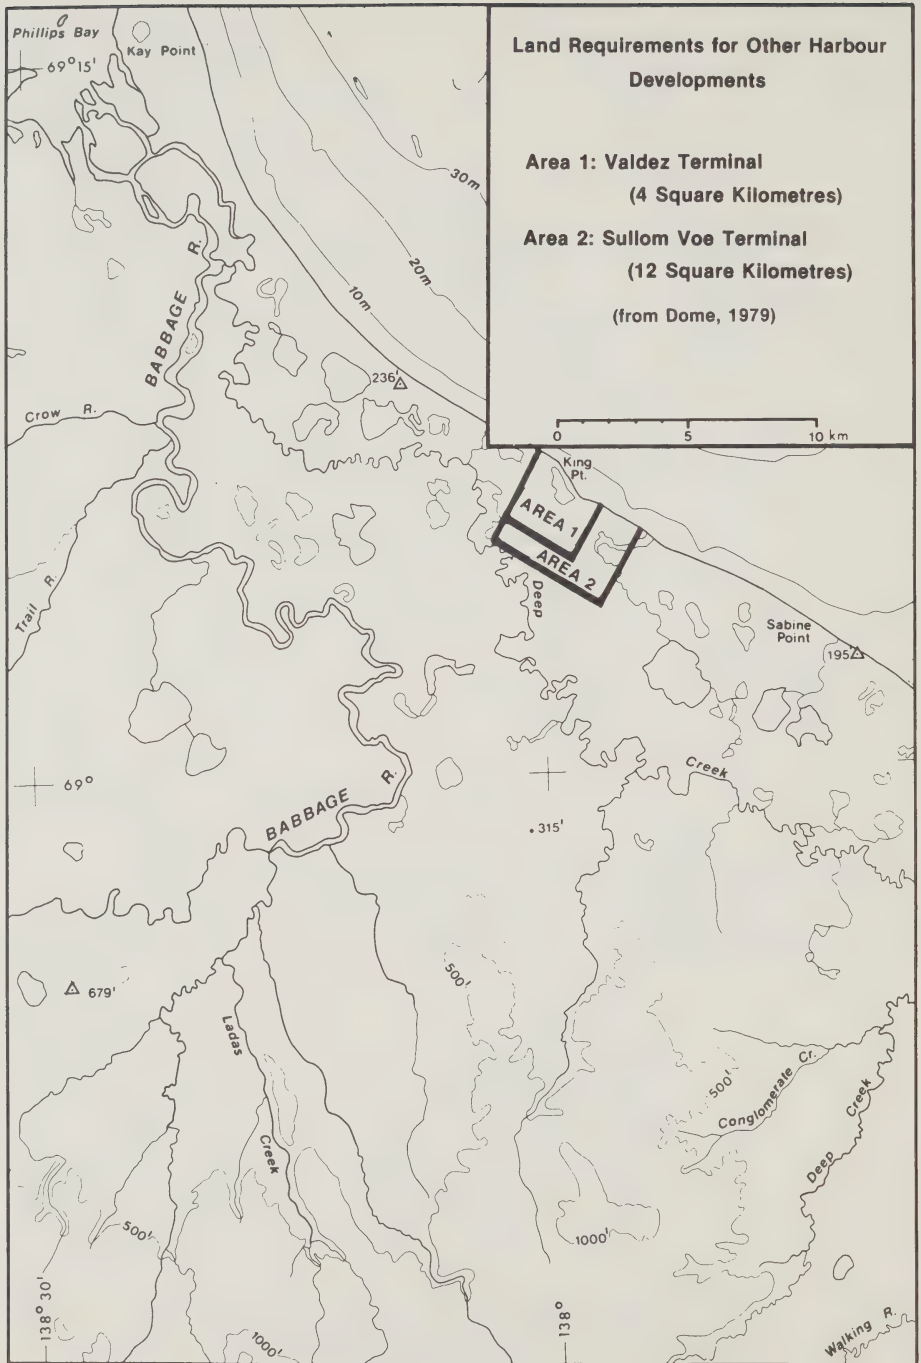 Phillips Bay
Kay Point
69°15'
Land Requirements for Other Harbour
Developments
Area 1: Valdez Terminal
(4 Square Kilometres)
Area 2: Sullom Voe Terminal
(12 Square Kilometres)
(from Dome, 1979)
0 5 10 km
30m
20m
10m
BABBAGE R.
236'
Crow R.
King
Pt.
AREA 1
AREA 2
Trail R.
Deep
Sabine
Point
195
Creek
69°
BABBAGE R.
315'
679'
500'
Ladas
Creek
500'
Conglomerate Cr.
Deep Creek
500'
1000'
1000'
138° 30'
138°
Walking R.